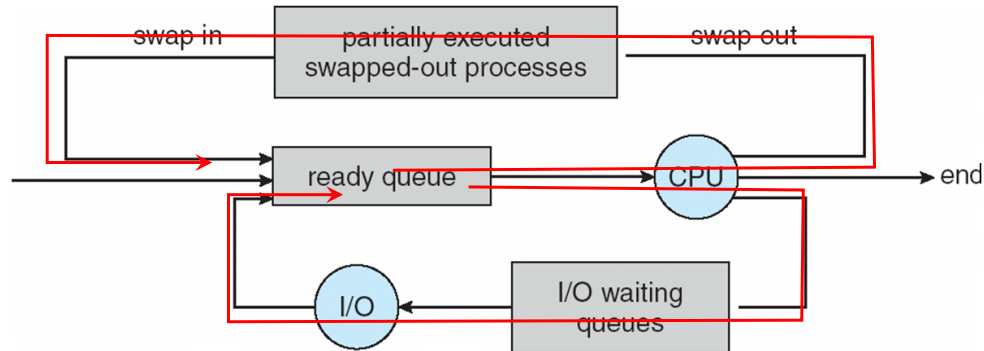 swap in
partially executed
swapped-out processes
swap out
ready queue
CPU
end
I/O
I/O waiting
queues